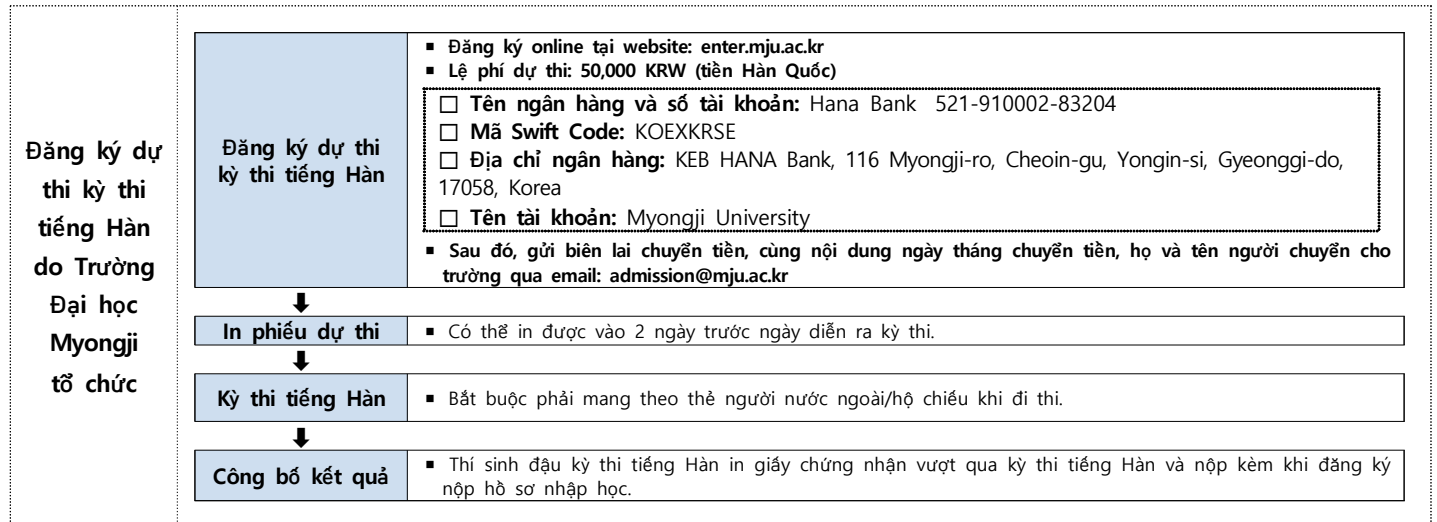 Đăng ký dự
thi kỳ thi
tiếng Hàn
do Trường
Đại học
Myongji
tổ chức
Đăng ký dự thi
kỳ thi tiếng Hàn
▪ Đăng ký online tại website: enter.mju.ac.kr
▪ Lệ phí dự thi: 50,000 KRW (tiền Hàn Quốc)
□ Tên ngân hàng và số tài khoản: Hana Bank 521-910002-83204
□ Mã Swift Code: KOEXKRSE
□ Địa chỉ ngân hàng: KEB HANA Bank, 116 Myongji-ro, Cheoin-gu, Yongin-si, Gyeonggi-do,
17058, Korea
□ Tên tài khoản: Myongji University
▪ Sau đó, gửi biên lai chuyển tiền, cùng nội dung ngày tháng chuyển tiền, họ và tên người chuyển cho
trường qua email: admission@mju.ac.kr
⬇
In phiếu dự thi
▪ Có thể in được vào 2 ngày trước ngày diễn ra kỳ thi.
⬇
Kỳ thi tiếng Hàn
▪ Bắt buộc phải mang theo thẻ người nước ngoài/hộ chiếu khi đi thi.
⬇
Công bố kết quả
▪ Thí sinh đậu kỳ thi tiếng Hàn in giấy chứng nhận vượt qua kỳ thi tiếng Hàn và nộp kèm khi đăng ký
nộp hồ sơ nhập học.